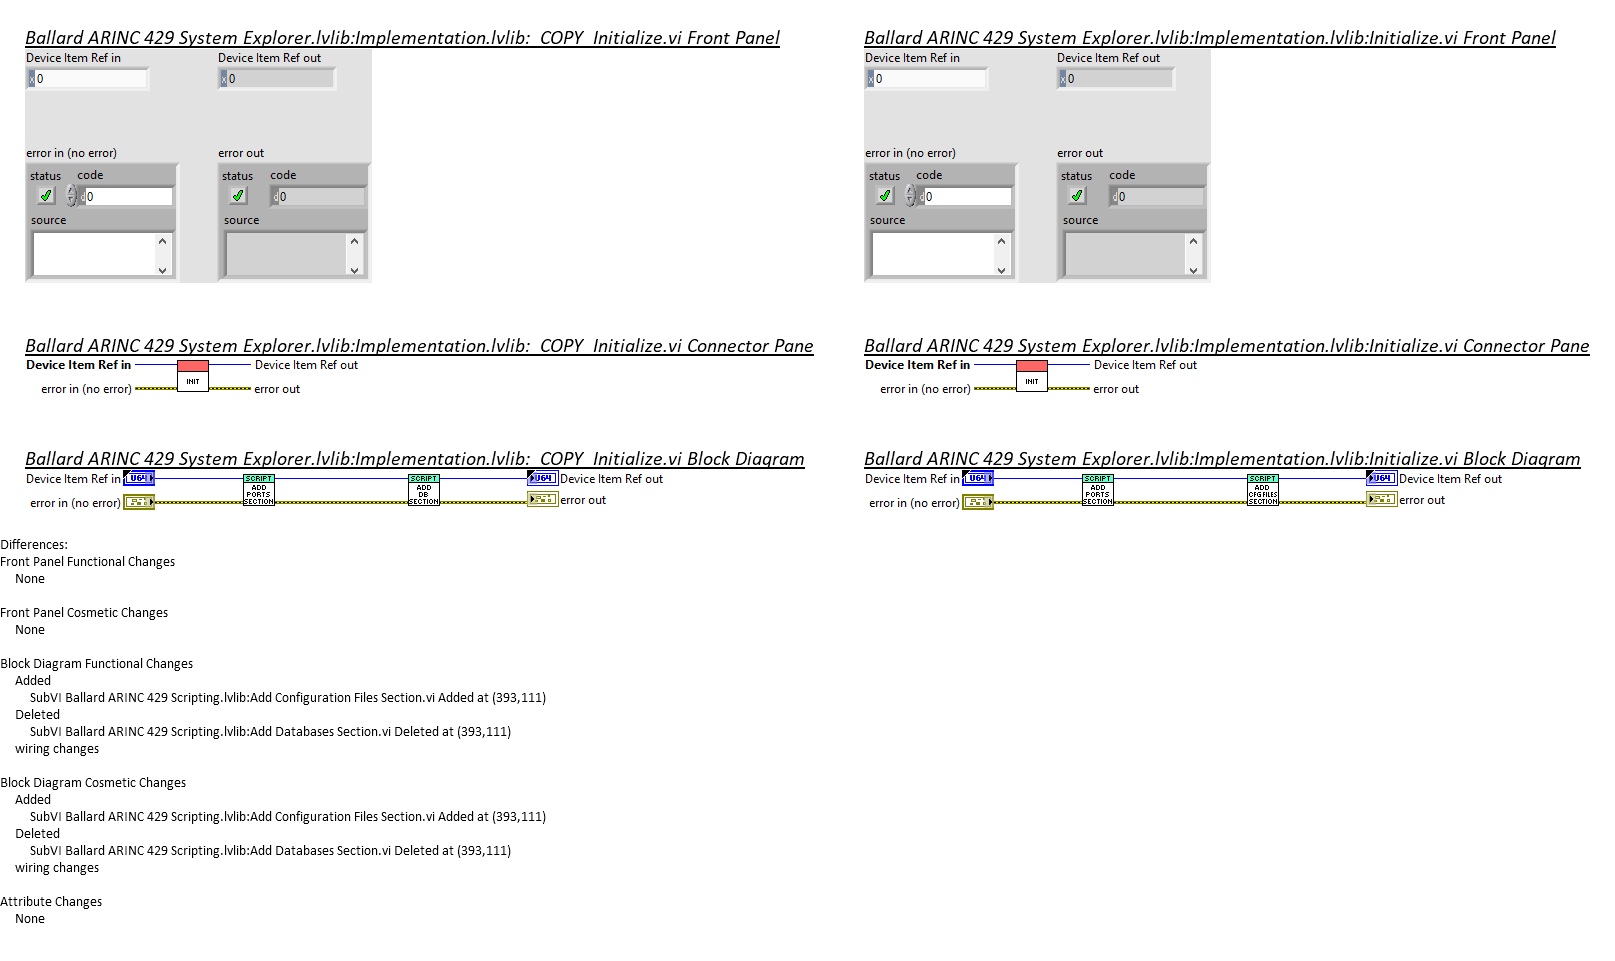 Ballard ARINC 429 System Explorer.lvlib:Implementation.lvlib:_COPY_Initialize.vi Front Panel
Device Item Ref in
Device Item Ref out
x 0
x 0
error in (no error)
error out
status
code
status
code
d 0
d 0
source
source
Ballard ARINC 429 System Explorer.lvlib:Implementation.lvlib:Initialize.vi Front Panel
Device Item Ref in
Device Item Ref out
x 0
x 0
error in (no error)
error out
status
code
status
code
d 0
d 0
source
source
Ballard ARINC 429 System Explorer.lvlib:Implementation.lvlib:_COPY_Initialize.vi Connector Pane
Device Item Ref in
Device Item Ref out
INIT
error in (no error)
error out
Ballard ARINC 429 System Explorer.lvlib:Implementation.lvlib:Initialize.vi Connector Pane
Device Item Ref in
Device Item Ref out
INIT
error in (no error)
error out
Ballard ARINC 429 System Explorer.lvlib:Implementation.lvlib:_COPY_Initialize.vi Block Diagram
Device Item Ref in
U64
SCRIPT
ADD
PORTS
SECTION
SCRIPT
ADD
DB
SECTION
U64
Device Item Ref out
error in (no error)
error out
Ballard ARINC 429 System Explorer.lvlib:Implementation.lvlib:Initialize.vi Block Diagram
Device Item Ref in
U64
SCRIPT
ADD
PORTS
SECTION
SCRIPT
ADD
CFG FILES
SECTION
U64
Device Item Ref out
error in (no error)
error out
Differences:
Front Panel Functional Changes
None
Front Panel Cosmetic Changes
None
Block Diagram Functional Changes
Added
SubVI Ballard ARINC 429 Scripting.lvlib:Add Configuration Files Section.vi Added at (393,111)
Deleted
SubVI Ballard ARINC 429 Scripting.lvlib:Add Databases Section.vi Deleted at (393,111)
wiring changes
Block Diagram Cosmetic Changes
Added
SubVI Ballard ARINC 429 Scripting.lvlib:Add Configuration Files Section.vi Added at (393,111)
Deleted
SubVI Ballard ARINC 429 Scripting.lvlib:Add Databases Section.vi Deleted at (393,111)
wiring changes
Attribute Changes
None